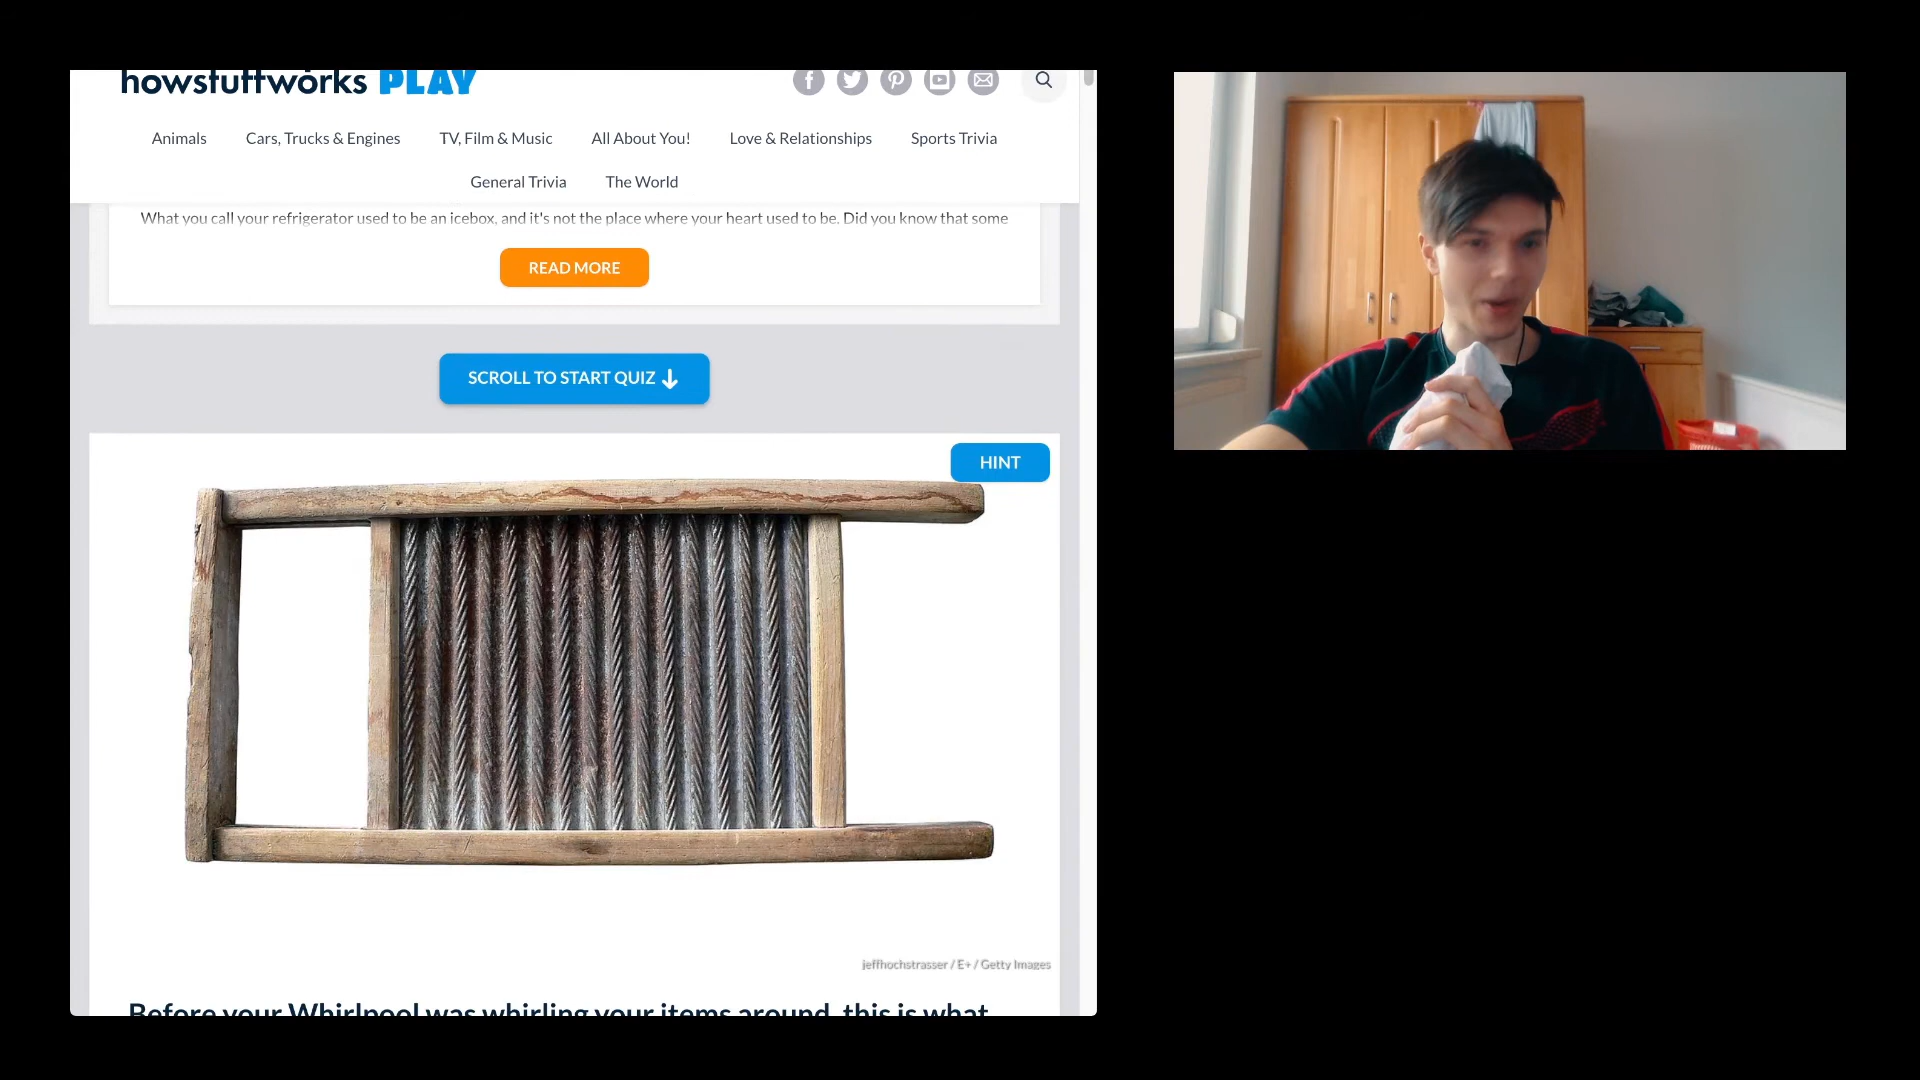 howstuffworks PLAY
Animals Cars, Trucks & Engines TV, Film & Music All About You! Love & Relationships Sports Trivia
General Trivia The World
What you call your refrigerator used to be an icebox, and it's not the place where your heart used to be. Did you know that some
READ MORE
SCROLL TO START QUIZ
HINT
jeffhochstrasser / E+ / Getty Images
Before your Whirlpool was whirling your items around, this is what